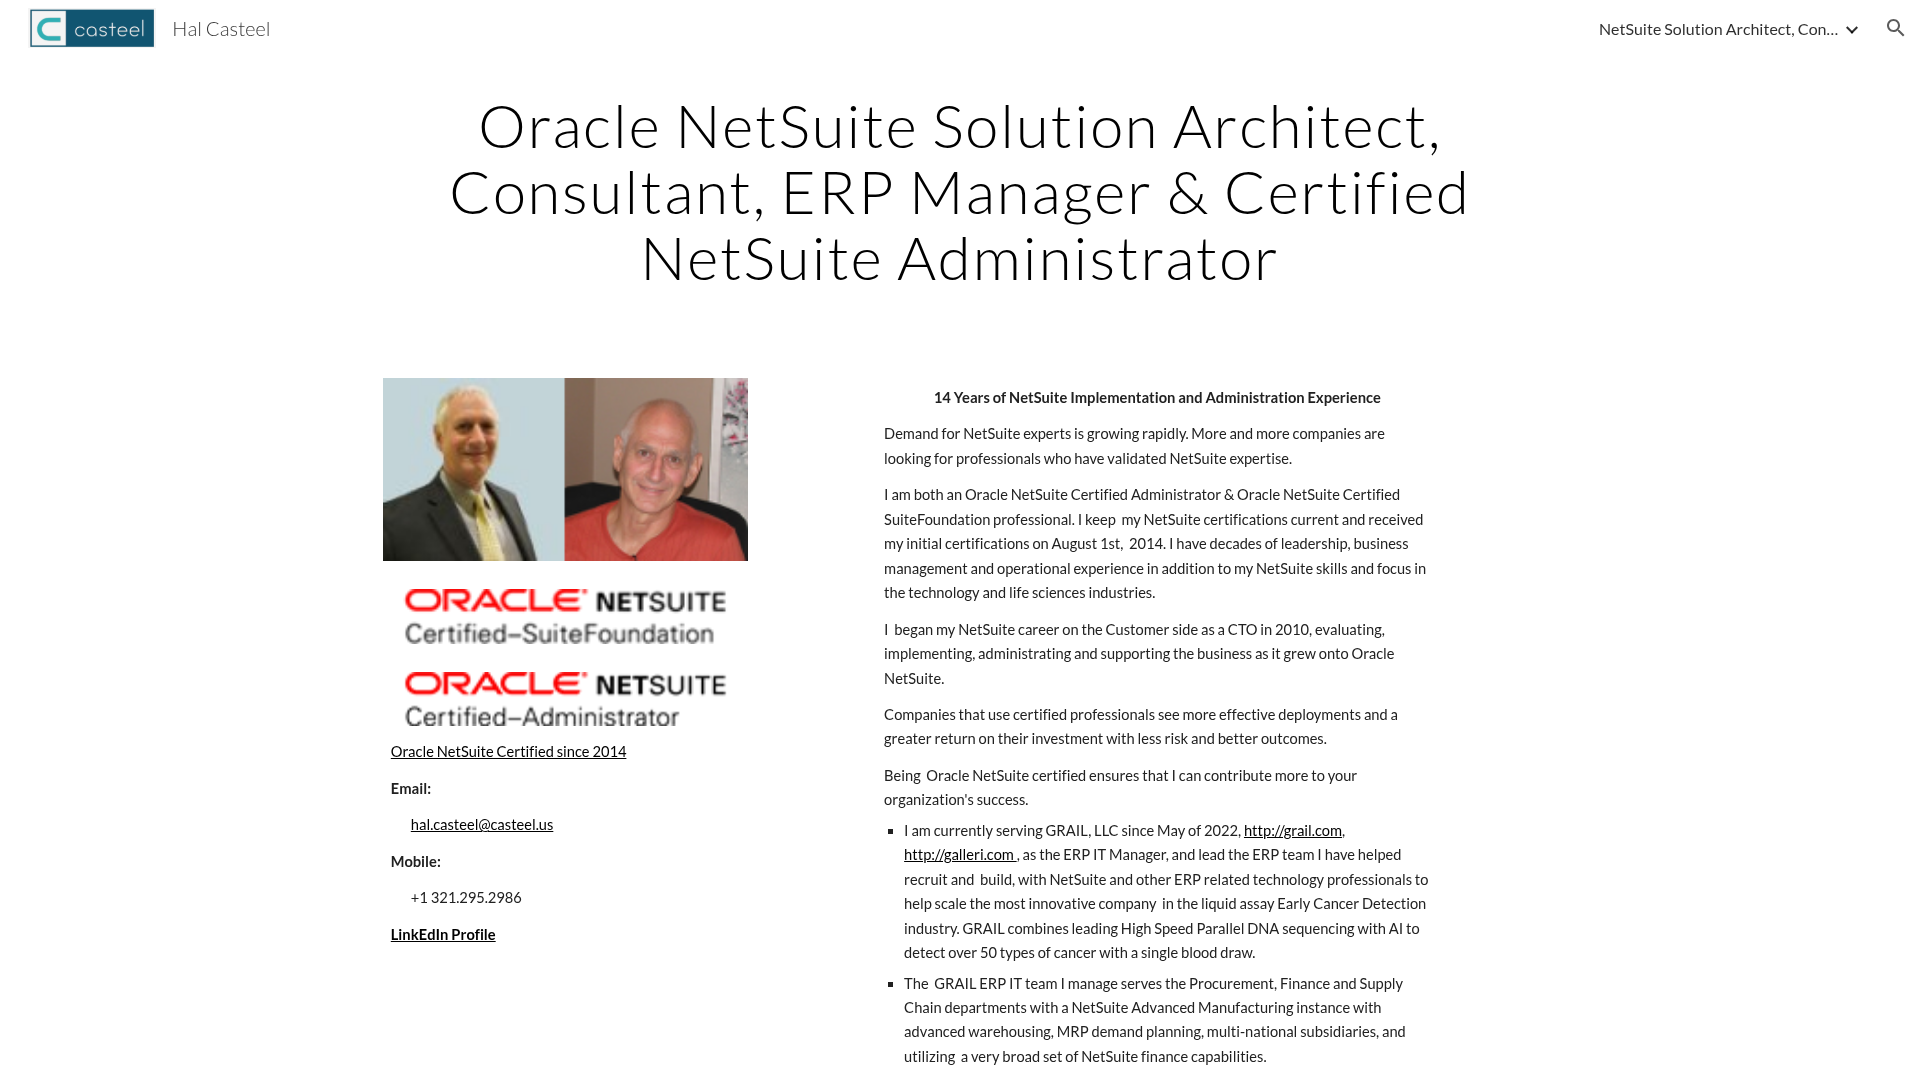 casteel
Hal Casteel
NetSuite Solution Architect, Con...
Oracle NetSuite Solution Architect,
Consultant, ERP Manager & Certified
NetSuite Administrator
ORACLE NETSUITE
Certified-SuiteFoundation
ORACLE NETSUITE
Certified-Administrator
Oracle NetSuite Certified since 2014
Email:
hal.casteel@casteel.us
Mobile:
+1 321.295.2986
LinkEdIn Profile
14 Years of NetSuite Implementation and Administration Experience
Demand for NetSuite experts is growing rapidly. More and more companies are
looking for professionals who have validated NetSuite expertise.
I am both an Oracle NetSuite Certified Administrator & Oracle NetSuite Certified
SuiteFoundation professional. I keep  my NetSuite certifications current and received
my initial certifications on August 1st,  2014. I have decades of leadership, business
management and operational experience in addition to my NetSuite skills and focus in
the technology and life sciences industries.
I  began my NetSuite career on the Customer side as a CTO in 2010, evaluating,
implementing, administrating and supporting the business as it grew onto Oracle
NetSuite.
Companies that use certified professionals see more effective deployments and a
greater return on their investment with less risk and better outcomes.
Being  Oracle NetSuite certified ensures that I can contribute more to your
organization's success.
I am currently serving GRAIL, LLC since May of 2022, http://grail.com,
http://galleri.com , as the ERP IT Manager, and lead the ERP team I have helped
recruit and  build, with NetSuite and other ERP related technology professionals to
help scale the most innovative company  in the liquid assay Early Cancer Detection
industry. GRAIL combines leading High Speed Parallel DNA sequencing with AI to
detect over 50 types of cancer with a single blood draw.
The  GRAIL ERP IT team I manage serves the Procurement, Finance and Supply
Chain departments with a NetSuite Advanced Manufacturing instance with
advanced warehousing, MRP demand planning, multi-national subsidiaries, and
utilizing  a very broad set of NetSuite finance capabilities.